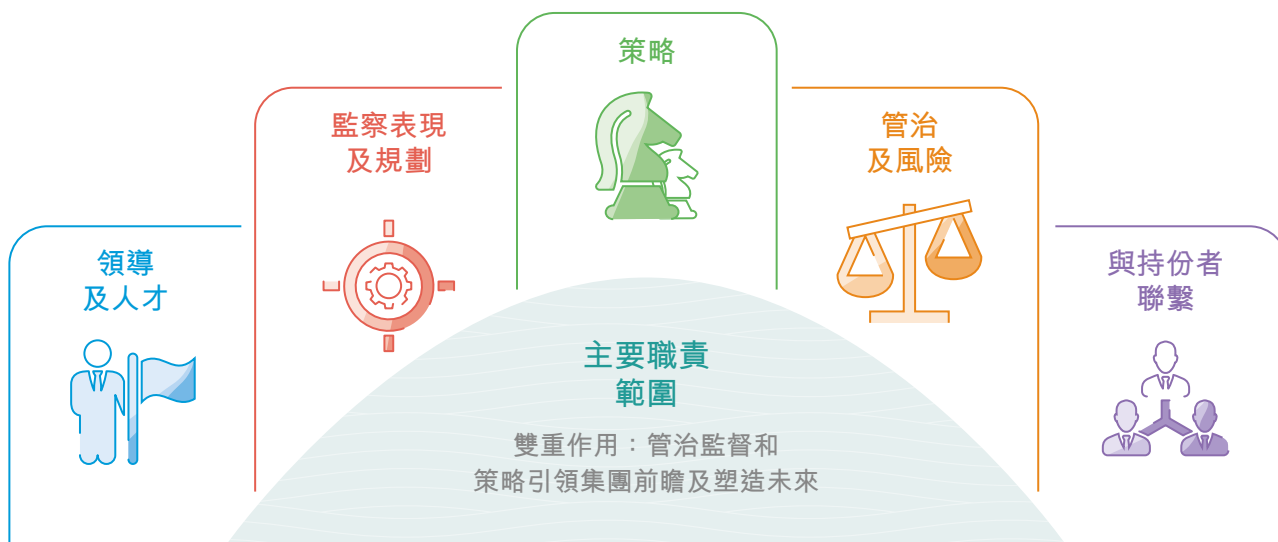 策略
監察表現
及規劃
管治
及風險
領導
及人才
與持份者
聯繫
主要職責
範圍
雙重作用：管治監督和
策略引領集團前瞻及塑造未來